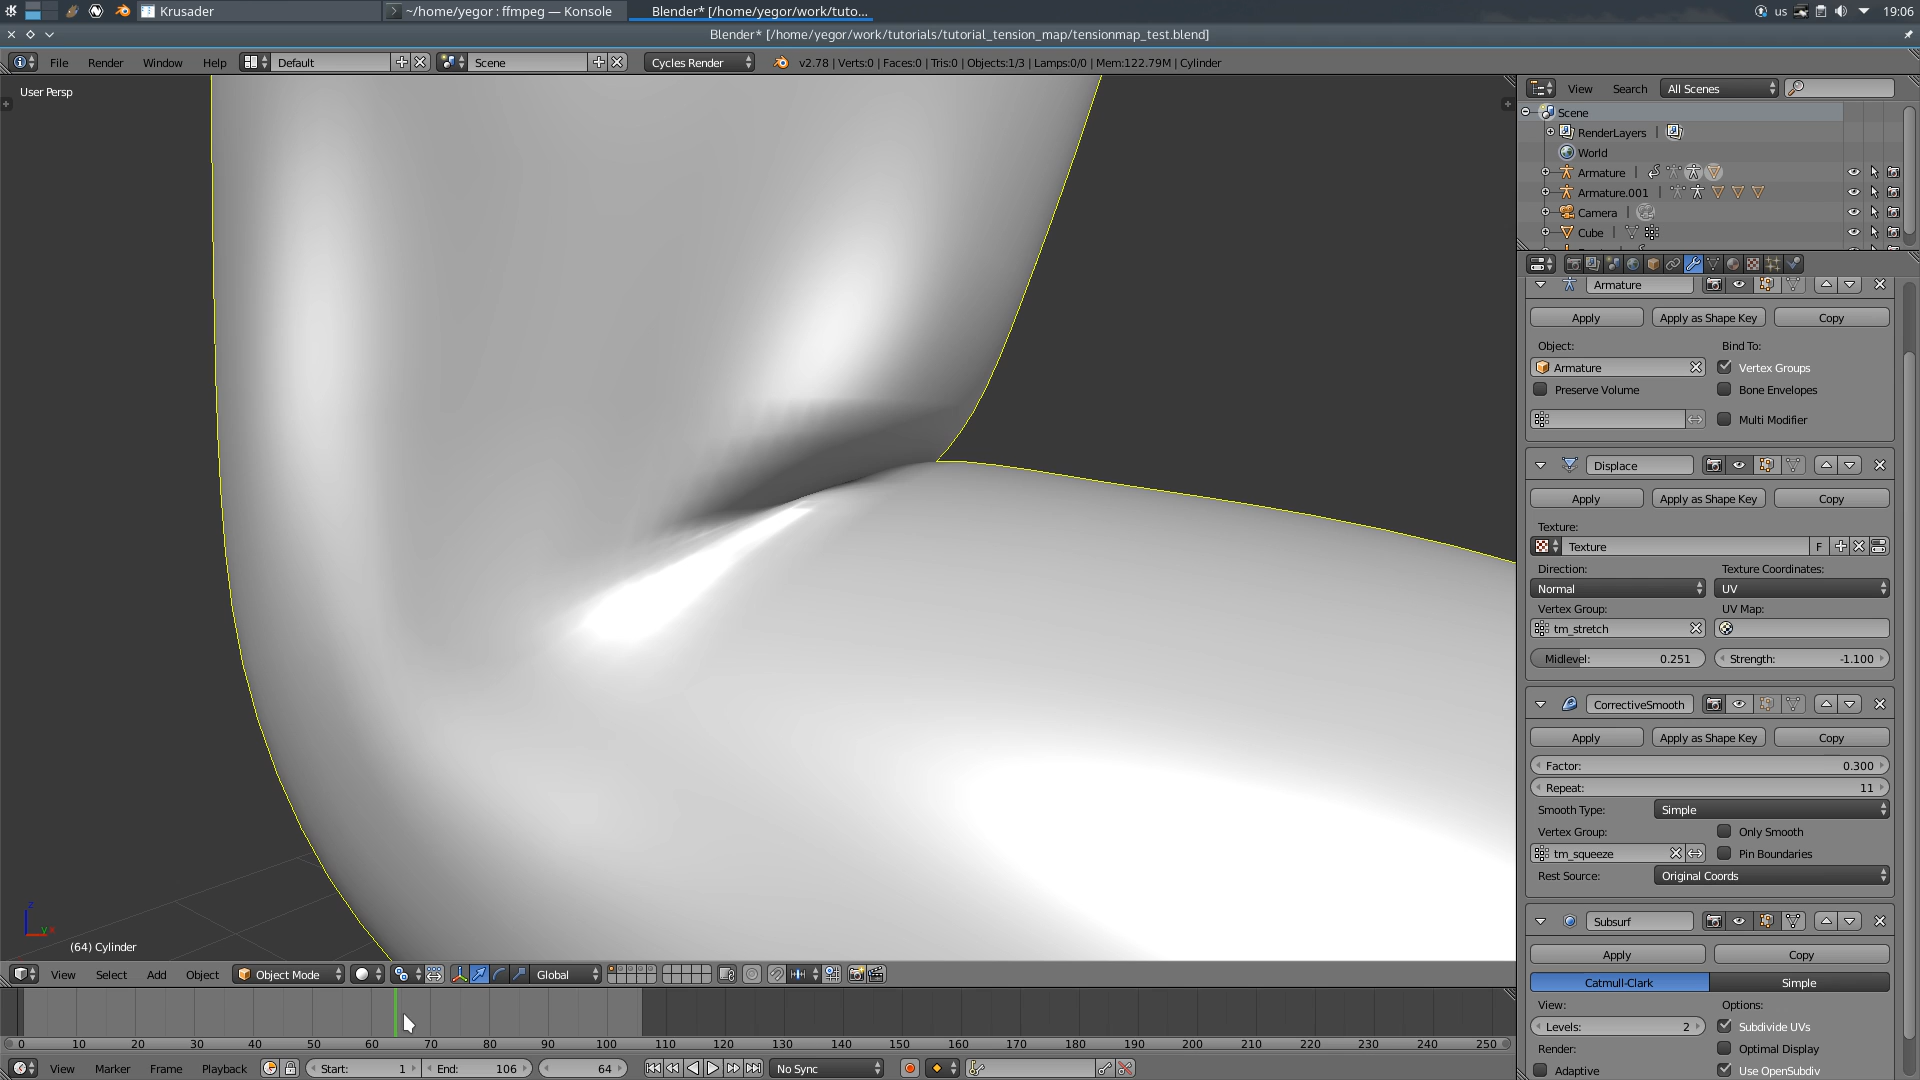 Krusader
~/home/yegor : ffmpeg — Konsole
Blender* [/home/yegor/work/tuto...
us
19:06
Blender* [/home/yegor/work/tutorials/tutorial_tension_map/tensionmap_test.blend]
File Render Window Help Default Scene Cycles Render v2.78 | Verts:0 | Faces:0 | Tris:0 | Objects:1/3 | Lamps:0/0 | Mem:122.79M | Cylinder
User Persp
View Search All Scenes
Scene
RenderLayers
World
Armature
Armature.001
Camera
Cube
Armature
Apply Apply as Shape Key Copy
Object: Bind To:
Armature Vertex Groups
Preserve Volume Bone Envelopes
Multi Modifier
Displace
Apply Apply as Shape Key Copy
Texture:
Texture F
Direction: Texture Coordinates:
Normal UV
Vertex Group: UV Map:
tm_stretch
Midlevel: 0.251 Strength: -1.100
CorrectiveSmooth
Apply Apply as Shape Key Copy
Factor: 0.300
Repeat: 11
Smooth Type: Simple
Vertex Group: Only Smooth
tm_squeeze Pin Boundaries
Rest Source: Original Coords
Subsurf
Apply Copy
Catmull-Clark Simple
View: Options:
Levels: 2 Subdivide UVs
Render: Optimal Display
Adaptive Use OpenSubdiv
z
y x
(64) Cylinder
View Select Add Object Object Mode Global
0 10 20 30 40 50 60 70 80 90 100 110 120 130 140 150 160 170 180 190 200 210 220 230 240 250
View Marker Frame Playback Start: 1 End: 106 64 No Sync